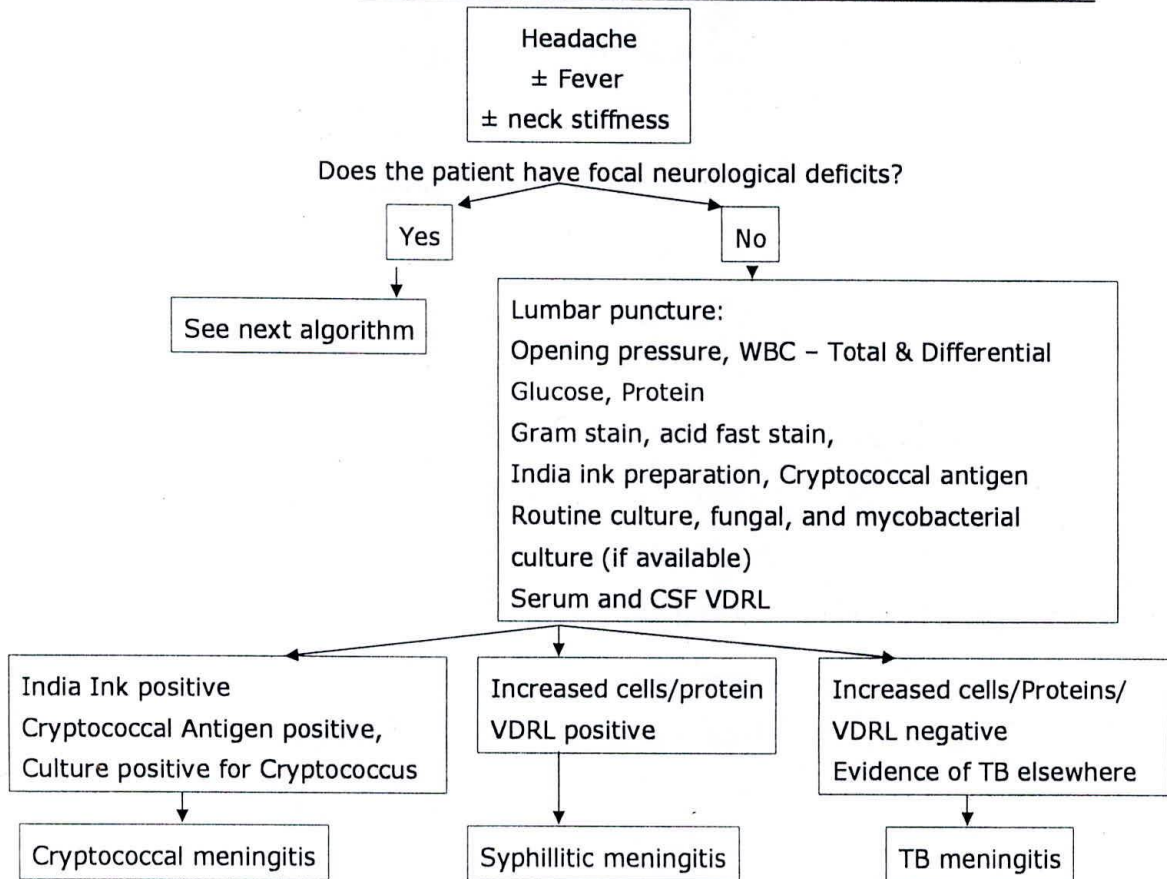 Headache
± Fever
± neck stiffness
Does the patient have focal neurological deficits?
Yes
No
See next algorithm
Lumbar puncture:
Opening pressure, WBC – Total & Differential
Glucose, Protein
Gram stain, acid fast stain,
India ink preparation, Cryptococcal antigen
Routine culture, fungal, and mycobacterial
culture (if available)
Serum and CSF VDRL
India Ink positive
Cryptococcal Antigen positive,
Culture positive for Cryptococcus
Increased cells/protein
VDRL positive
Increased cells/Proteins/
VDRL negative
Evidence of TB elsewhere
Cryptococcal meningitis
Syphillitic meningitis
TB meningitis